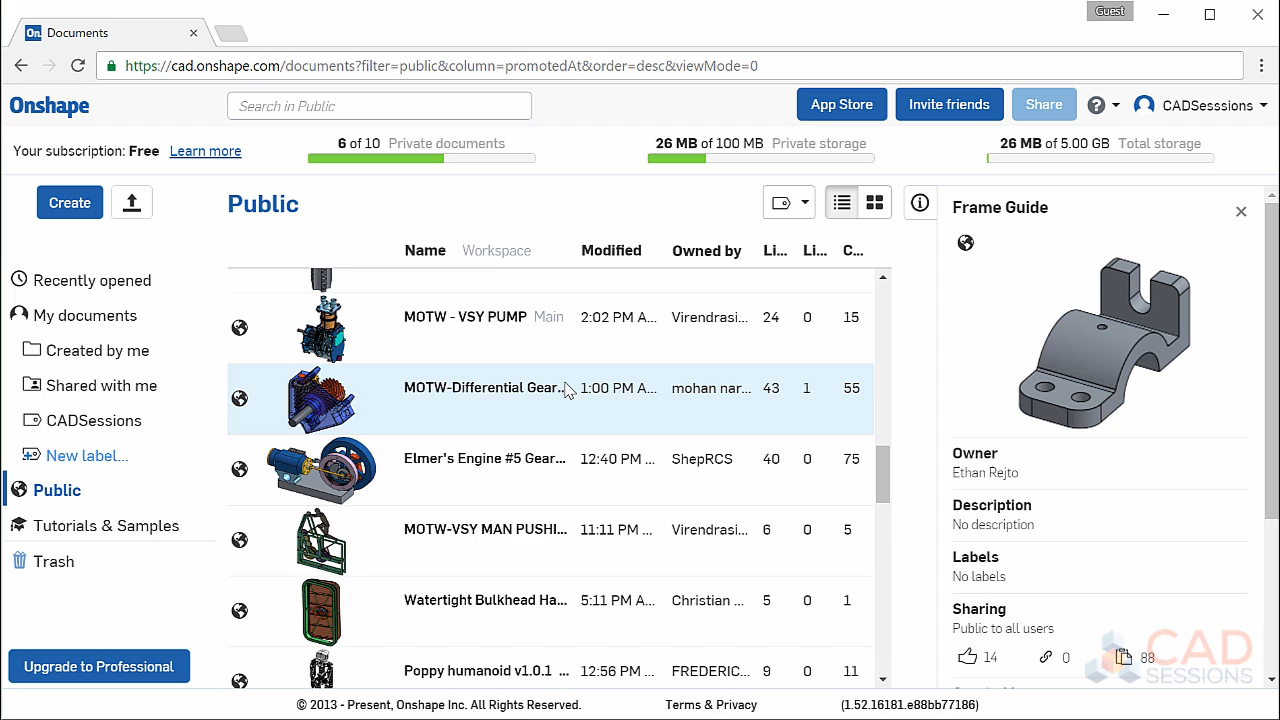 Guest
On. Documents
https://cad.onshape.com/documents?filter=public&column=promotedAt&order=desc&viewMode=0
Onshape
Search in Public
App Store
Invite friends
Share
CADSesssions
Your subscription: Free Learn more
6 of 10 Private documents
26 MB of 100 MB Private storage
26 MB of 5.00 GB Total storage
Create
Public
Recently opened
My documents
Created by me
Shared with me
CADSessions
New label...
Public
Tutorials & Samples
Trash
Upgrade to Professional
Name Workspace Modified Owned by Li... Li... C...
MOTW - VSY PUMP Main 2:02 PM A... Virendrasi... 24 0 15
MOTW-Differential Gear... 1:00 PM A... mohan nar... 43 1 55
Elmer's Engine #5 Gear... 12:40 PM ... ShepRCS 40 0 75
MOTW-VSY MAN PUSHI... 11:11 PM ... Virendrasi... 6 0 5
Watertight Bulkhead Ha... 5:11 PM A... Christian ... 5 0 1
Poppy humanoid v1.0.1 ... 12:56 PM ... FREDERIC... 9 0 11
Frame Guide
Owner
Ethan Rejto
Description
No description
Labels
No labels
Sharing
Public to all users
14 0 88
CAD
SESSIONS
© 2013 - Present, Onshape Inc. All Rights Reserved.
Terms & Privacy
(1.52.16181.e88bb77186)